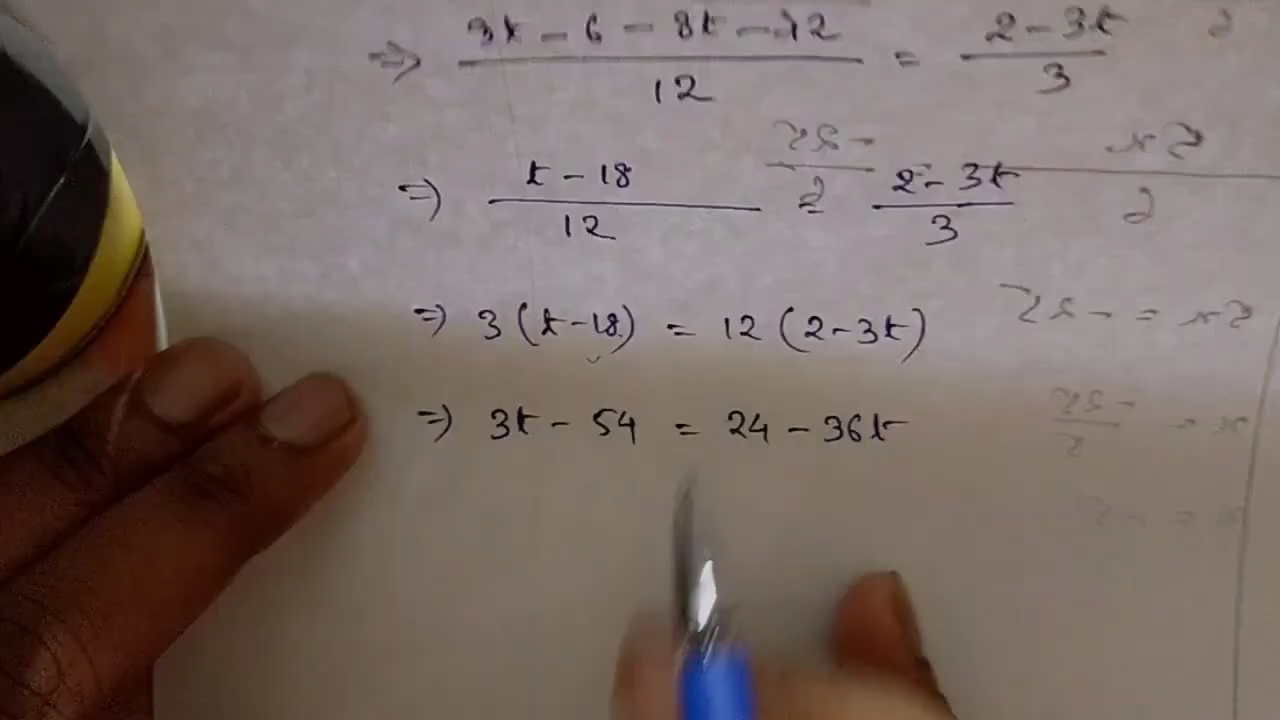 ⇒ 3t - 6 - 8t - 12 / 12 = 2 - 3t / 3
⇒ t - 18 / 12 = 2 - 3t / 3
⇒ 3(t - 18) = 12(2 - 3t)
⇒ 3t - 54 = 24 - 36t